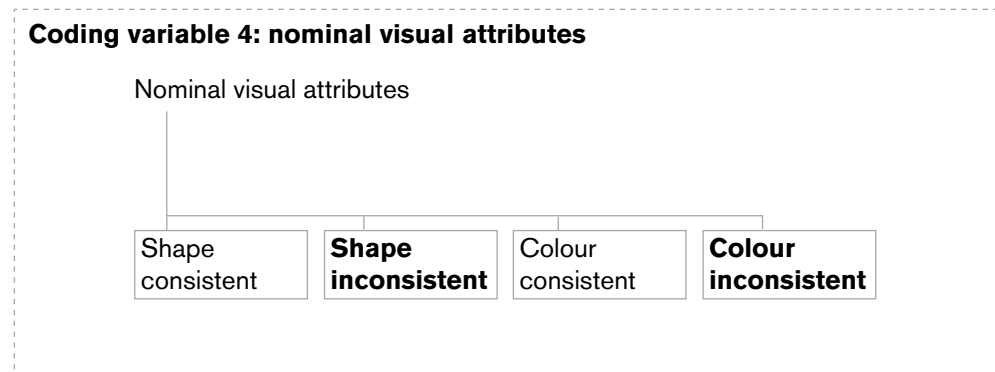 Coding variable 4: nominal visual attributes
Nominal visual attributes
Shape
consistent
Shape
inconsistent
Colour
consistent
Colour
inconsistent